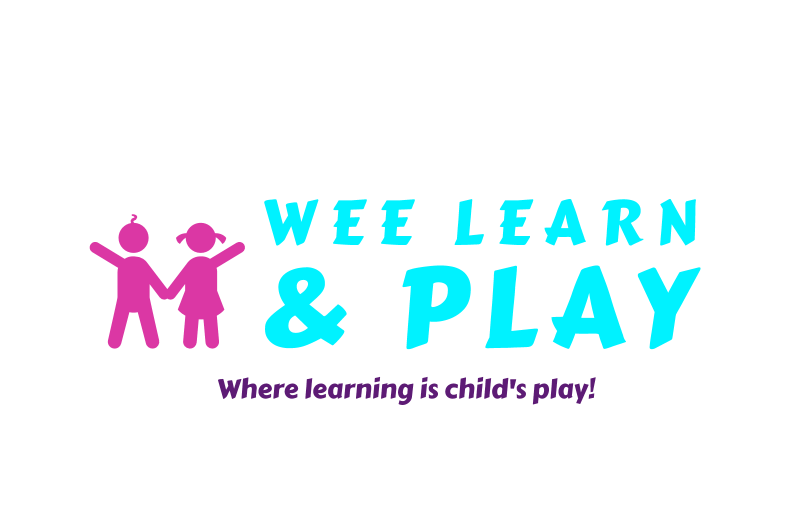 WEE LEARN
& PLAY
Where learning is child's play!